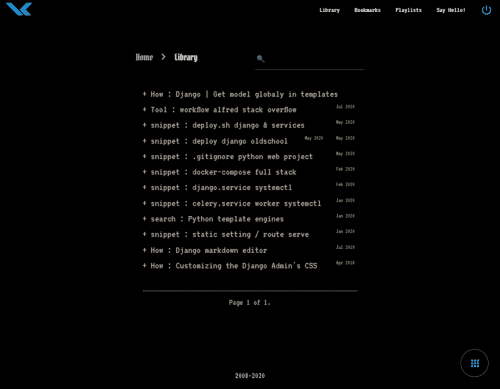 Library Bookmarks Playlists Say Hello!
Home > Library
+ How : Django | Get model globaly in templates
Jul 2020
+ Tool : workflow alfred stack overflow
May 2020
+ snippet : deploy.sh django & services
May 2020 May 2020
+ snippet : deploy django oldschool
May 2020
+ snippet : .gitignore python web project
Feb 2020
+ snippet : docker-compose full stack
Feb 2020
+ snippet : django.service systemctl
Jan 2020
+ snippet : celery.service worker systemctl
Jan 2020
+ search : Python template engines
Jan 2020
+ snippet : static setting / route serve
Jul 2019
+ How : Django markdown editor
Apr 2019
+ How : Customizing the Django Admin's CSS
Page 1 of 1.
2008-2020